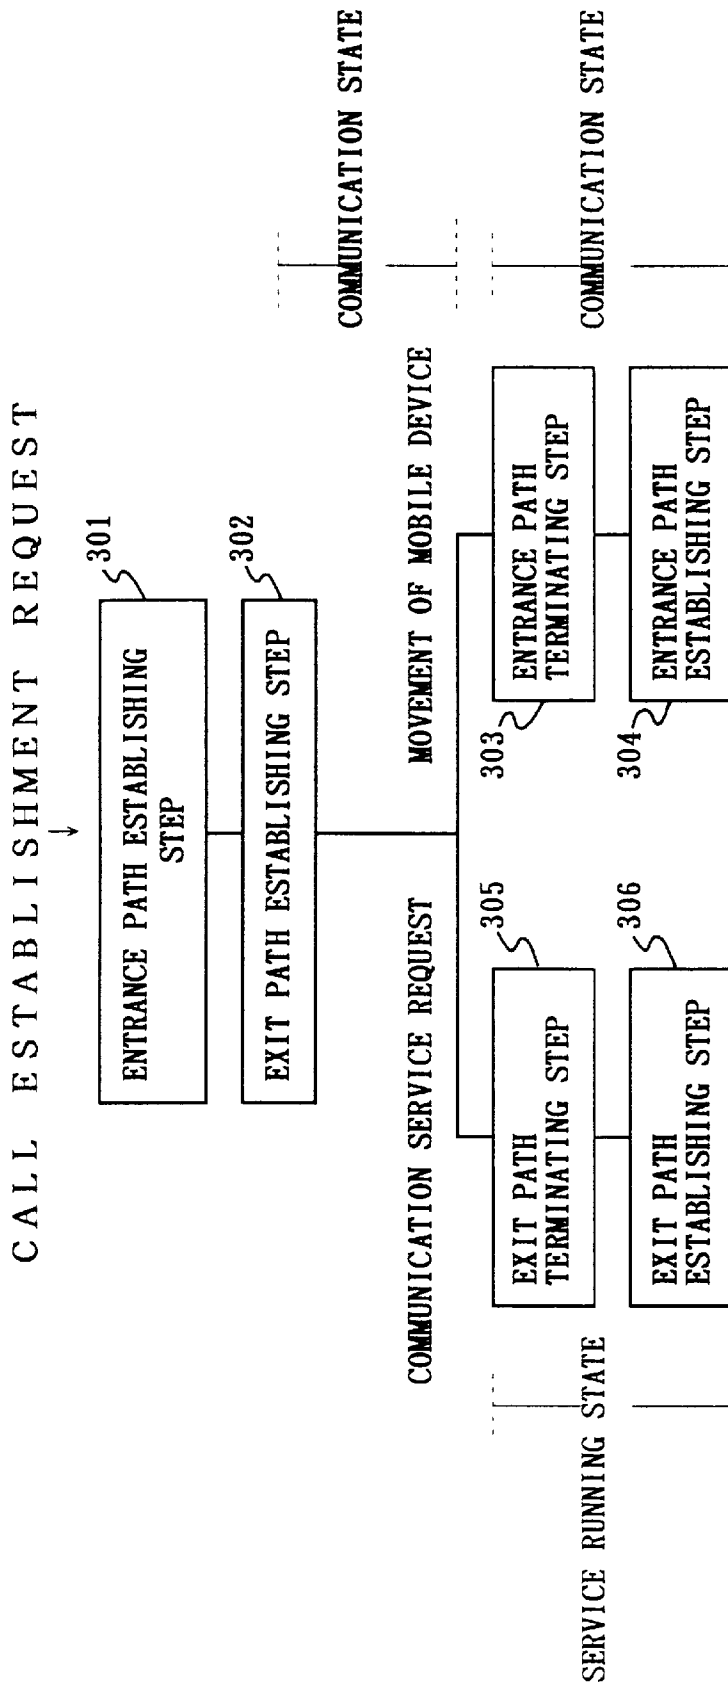 CALL ESTABLISHMENT REQUEST
301
ENTRANCE PATH ESTABLISHING
STEP
302
EXIT PATH ESTABLISHING STEP
COMMUNICATION STATE
COMMUNICATION SERVICE REQUEST
MOVEMENT OF MOBILE DEVICE
305
EXIT PATH
TERMINATING STEP
303
ENTRANCE PATH
TERMINATING STEP
SERVICE RUNNING STATE
COMMUNICATION STATE
306
EXIT PATH
ESTABLISHING STEP
304
ENTRANCE PATH
ESTABLISHING STEP